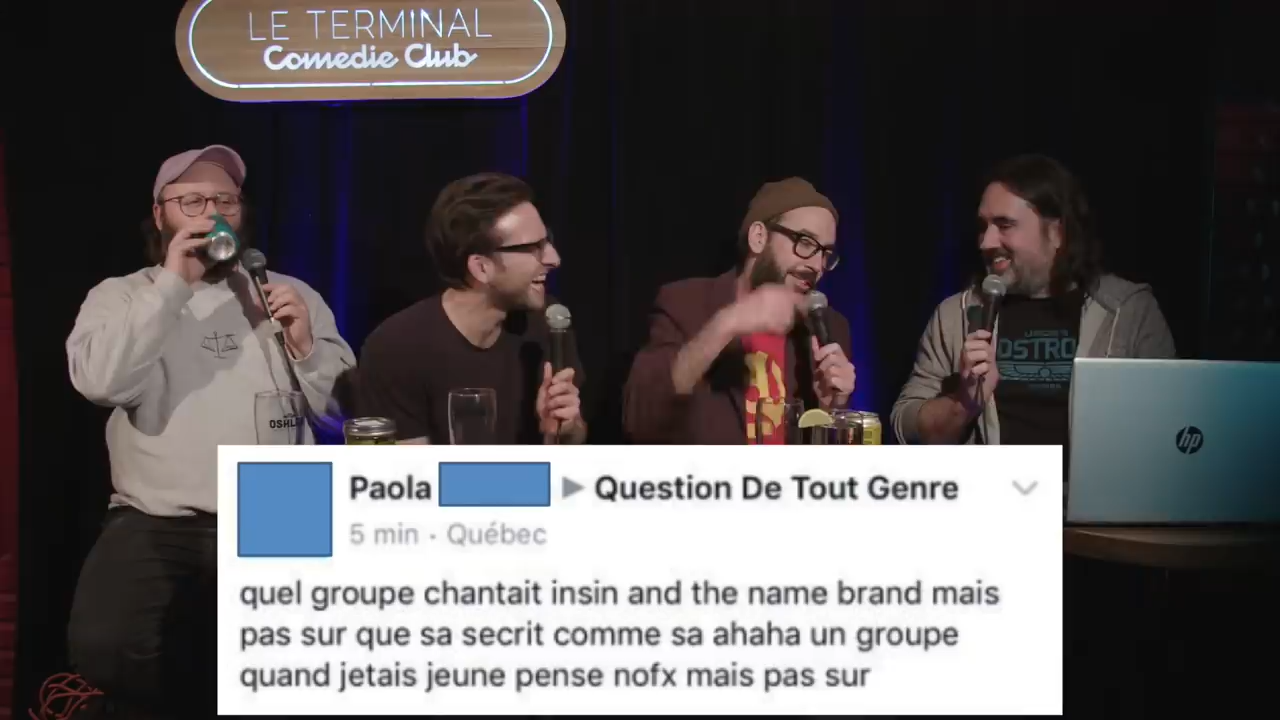 LE TERMINAL
Comedie Club
OSTRO
hp
Paola ▶ Question De Tout Genre
5 min · Québec
quel groupe chantait insin and the name brand mais
pas sur que sa secrit comme sa ahaha un groupe
quand jetais jeune pense nofx mais pas sur